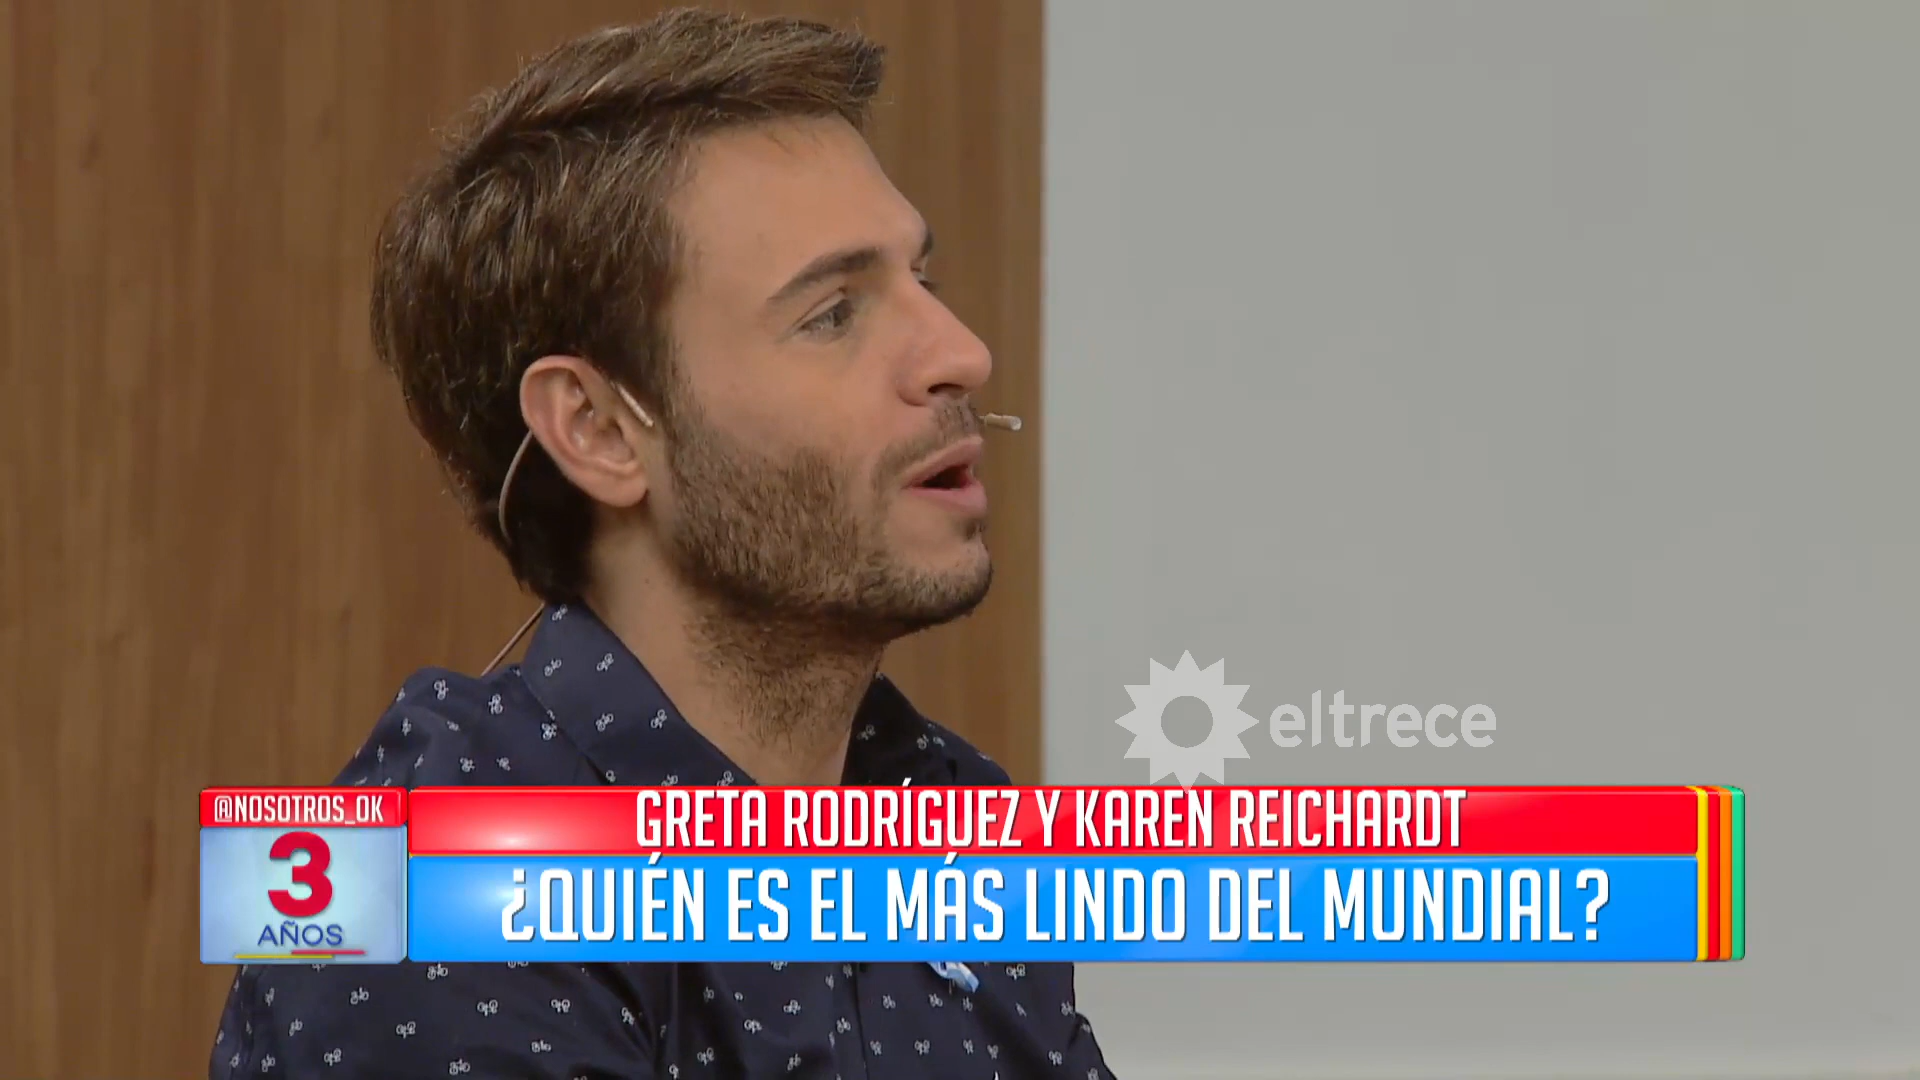 eltrece
@NOSOTROS_OK
GRETA RODRÍGUEZ Y KAREN REICHARDT
3
AÑOS
¿QUIÉN ES EL MÁS LINDO DEL MUNDIAL?